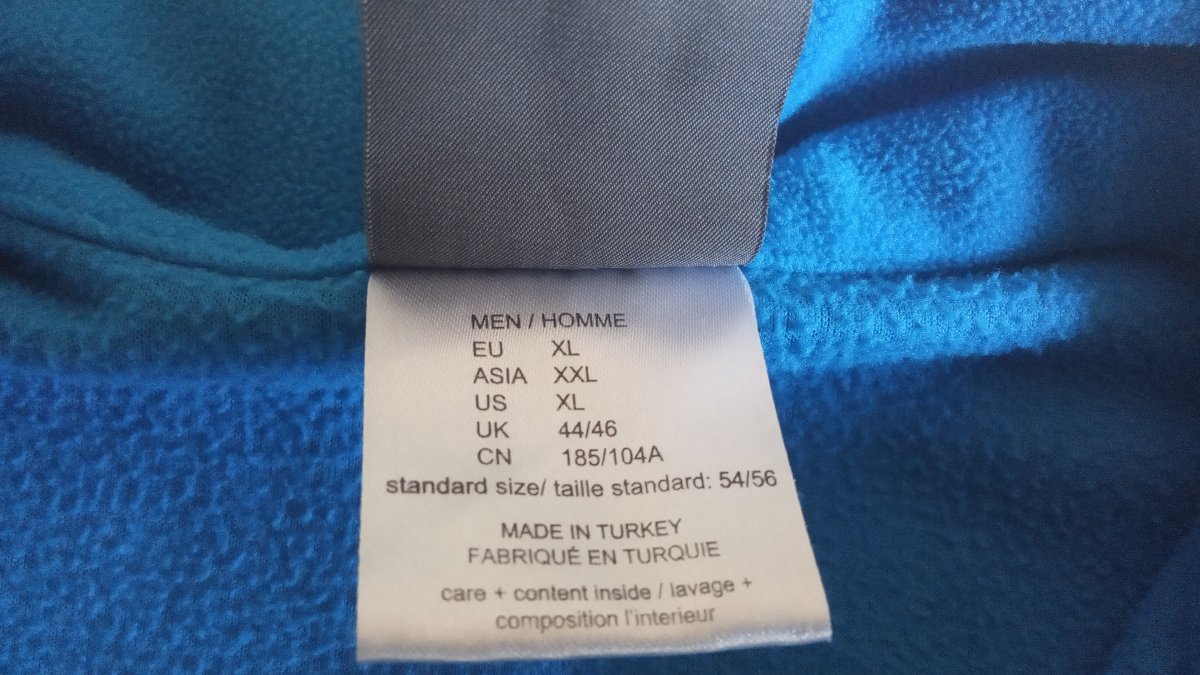 MEN / HOMME
EU XL
ASIA XXL
US XL
UK 44/46
CN 185/104A
standard size/ taille standard: 54/56
MADE IN TURKEY
FABRIQUÉ EN TURQUIE
care + content inside / lavage +
composition l'interieur